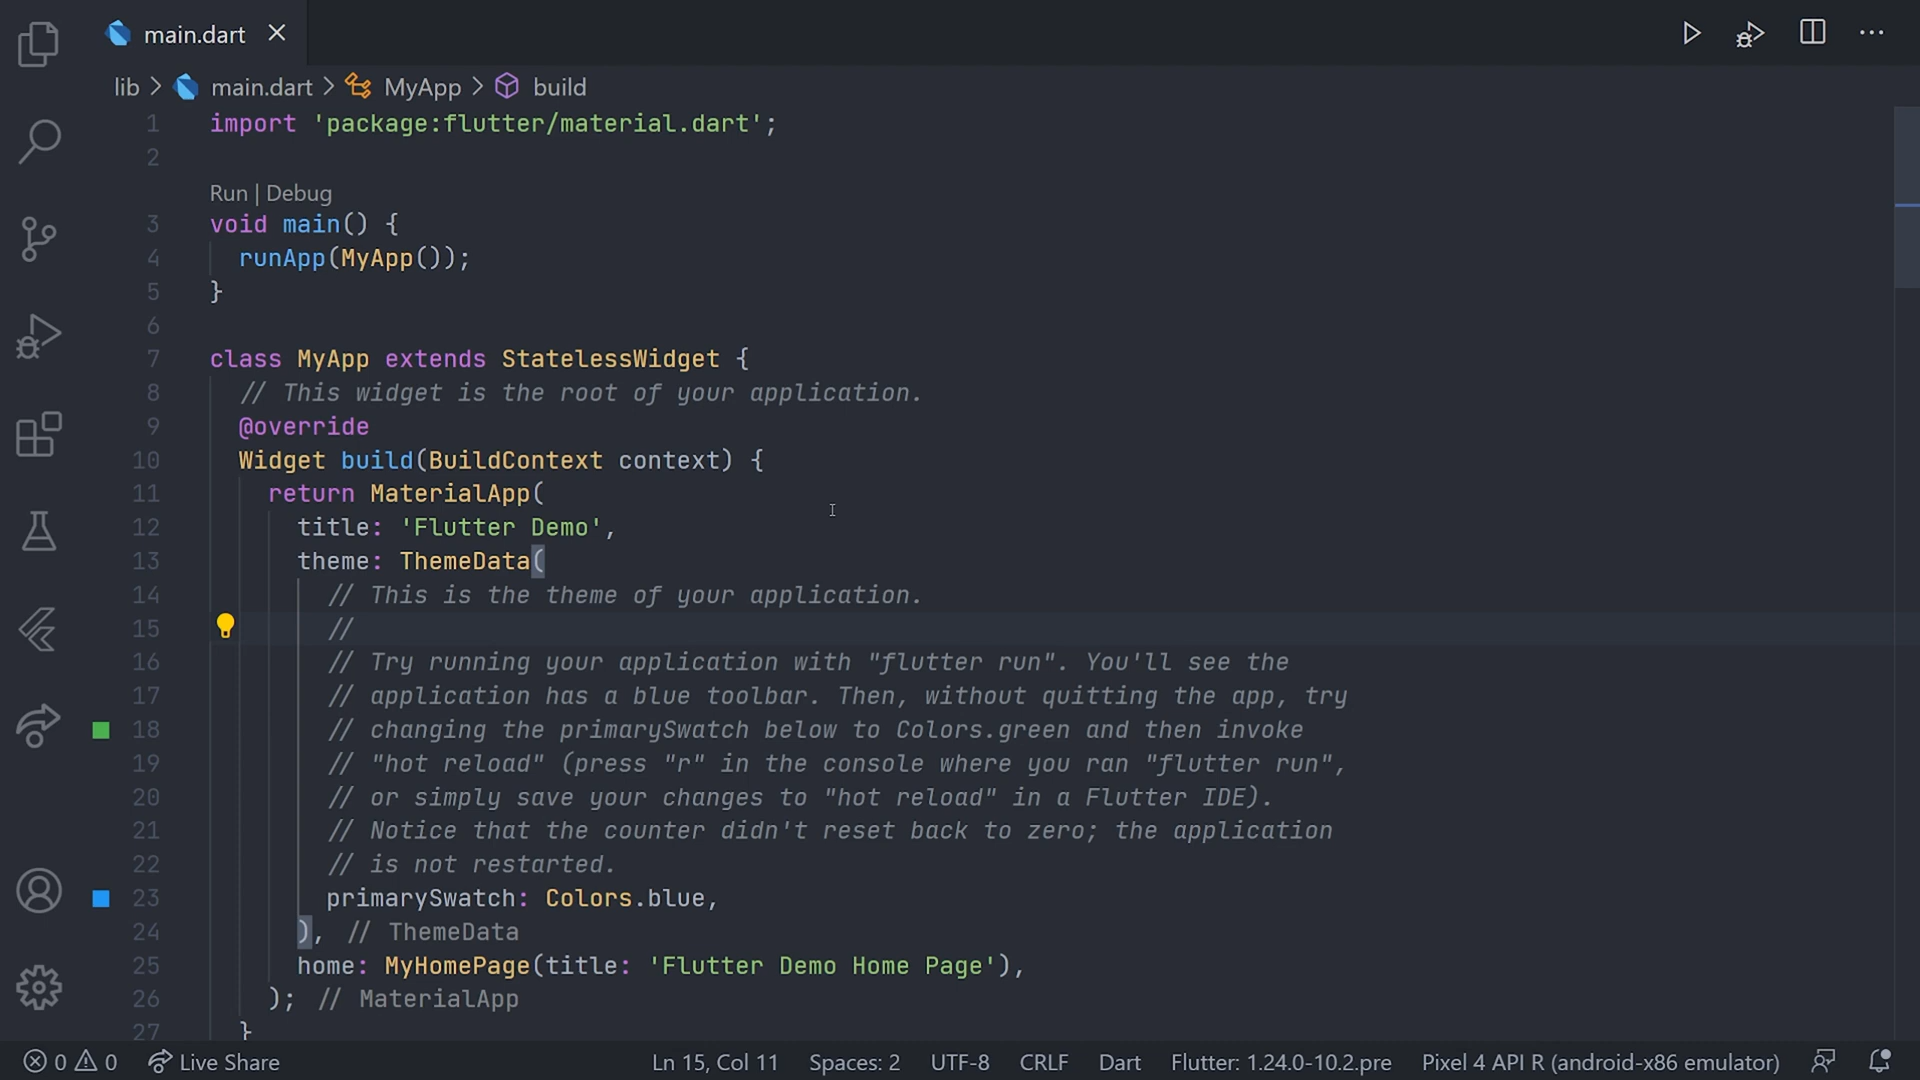 main.dart
lib > main.dart > MyApp > build
1 import 'package:flutter/material.dart';
2
Run | Debug
3 void main() {
4 runApp(MyApp());
5 }
6
7 class MyApp extends StatelessWidget {
8 // This widget is the root of your application.
9 @override
10 Widget build(BuildContext context) {
11 return MaterialApp(
12 title: 'Flutter Demo',
13 theme: ThemeData(
14 // This is the theme of your application.
15 //
16 // Try running your application with "flutter run". You'll see the
17 // application has a blue toolbar. Then, without quitting the app, try
18 // changing the primarySwatch below to Colors.green and then invoke
19 // "hot reload" (press "r" in the console where you ran "flutter run",
20 // or simply save your changes to "hot reload" in a Flutter IDE).
21 // Notice that the counter didn't reset back to zero; the application
22 // is not restarted.
23 primarySwatch: Colors.blue,
24 ), // ThemeData
25 home: MyHomePage(title: 'Flutter Demo Home Page'),
26 ); // MaterialApp
27 }
0 0 Live Share Ln 15, Col 11 Spaces: 2 UTF-8 CRLF Dart Flutter: 1.24.0-10.2.pre Pixel 4 API R (android-x86 emulator)